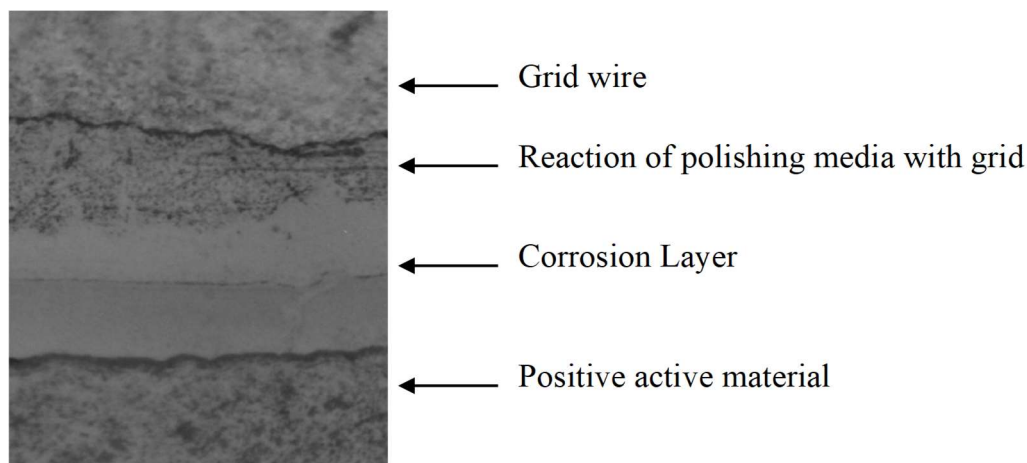 Grid wire
Reaction of polishing media with grid
Corrosion Layer
Positive active material